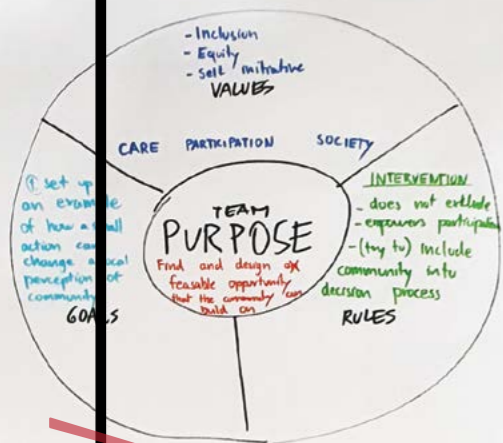 - Inclusion
- Equity
- Self initiative
VALUES
CARE PARTICIPATION SOCIETY
① set up
an example
of how a small
action can
change a local
perception of
community
GOALS
TEAM
PURPOSE
Find and design a
feasable opportunity
that the community can
build on
INTERVENTION
- does not exclude
- empowers participation
- (try to) include
community into
decision process
RULES